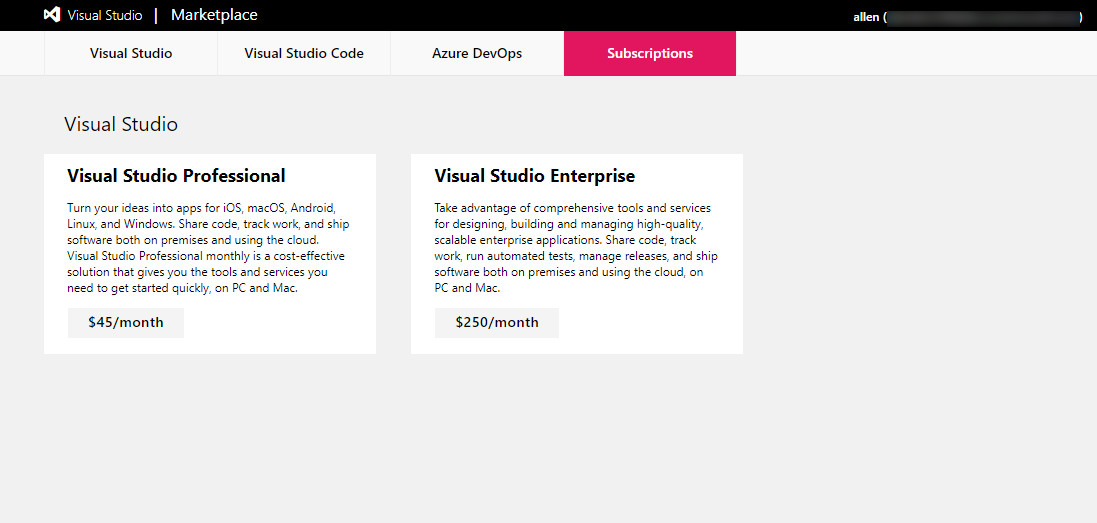 Visual Studio | Marketplace
allen ( )
Visual Studio
Visual Studio Code
Azure DevOps
Subscriptions
Visual Studio
Visual Studio Professional
Turn your ideas into apps for iOS, macOS, Android,
Linux, and Windows. Share code, track work, and ship
software both on premises and using the cloud.
Visual Studio Professional monthly is a cost-effective
solution that gives you the tools and services you
need to get started quickly, on PC and Mac.
$45/month
Visual Studio Enterprise
Take advantage of comprehensive tools and services
for designing, building and managing high-quality,
scalable enterprise applications. Share code, track
work, run automated tests, manage releases, and ship
software both on premises and using the cloud, on
PC and Mac.
$250/month